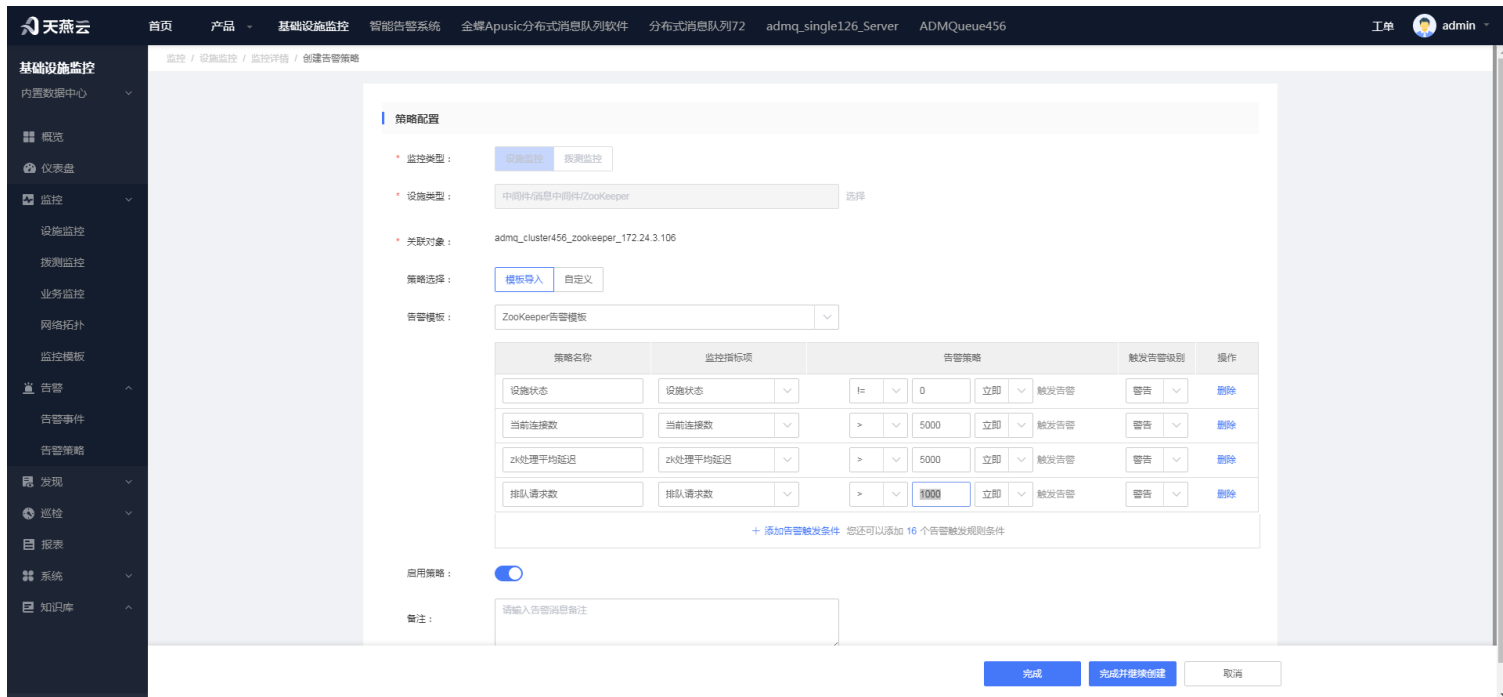 天燕云 首页 产品 基础设施监控 智能告警系统 金蝶Apusic分布式消息队列软件 分布式消息队列72 admq_single126_Server ADMQueue456 工单 admin
基础设施监控
内置数据中心
概览
仪表盘
监控
设施监控
拨测监控
业务监控
网络拓扑
监控模板
告警
告警事件
告警策略
发现
巡检
报表
系统
知识库
监控 / 设施监控 / 监控详情 / 创建告警策略
策略配置
* 监控类型： 设施监控 拨测监控
* 设施类型： 中间件/消息中间件/ZooKeeper 选择
* 关联对象： admq_cluster456_zookeeper_172.24.3.106
策略选择： 模板导入 自定义
告警模板： ZooKeeper告警模板
策略名称 监控指标项 告警策略 触发告警级别 操作
设施状态 设施状态 != 0 立即 触发告警 警告 删除
当前连接数 当前连接数 > 5000 立即 触发告警 警告 删除
zk处理平均延迟 zk处理平均延迟 > 5000 立即 触发告警 警告 删除
排队请求数 排队请求数 > 1000 立即 触发告警 警告 删除
+ 添加告警触发条件 您还可以添加 16 个告警触发规则条件
启用策略：
备注： 请输入告警消息备注
完成 完成并继续创建 取消